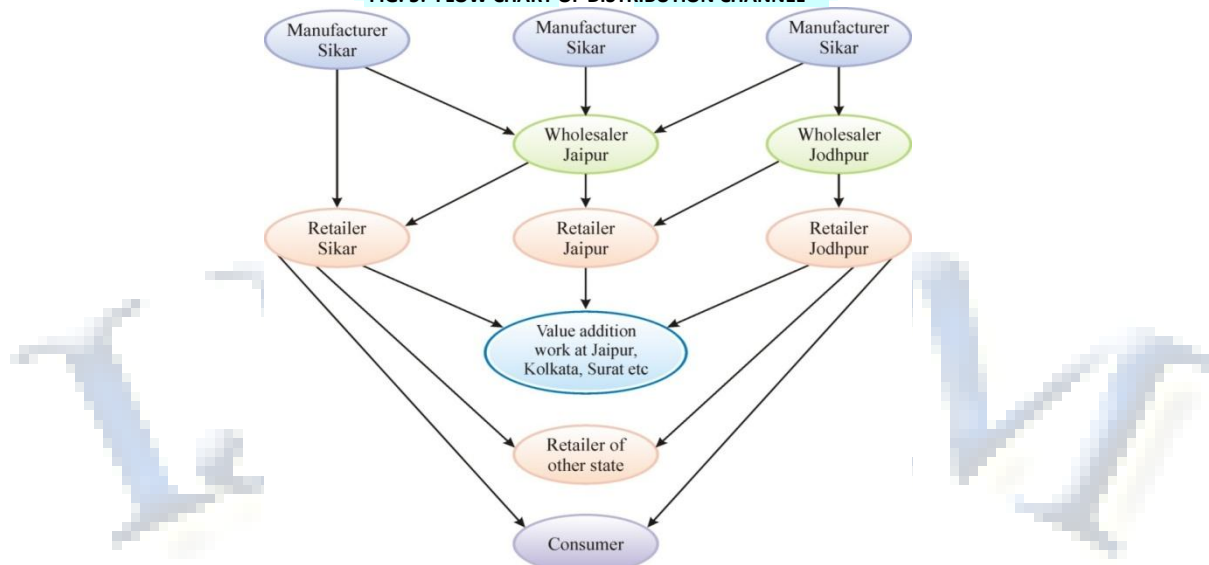 FIG. 5: FLOW CHART OF DISTRIBUTION CHANNEL
Manufacturer
Sikar
Manufacturer
Sikar
Manufacturer
Sikar
Wholesaler
Jaipur
Wholesaler
Jodhpur
Retailer
Sikar
Retailer
Jaipur
Retailer
Jodhpur
Value addition
work at Jaipur,
Kolkata, Surat etc
Retailer of
other state
Consumer